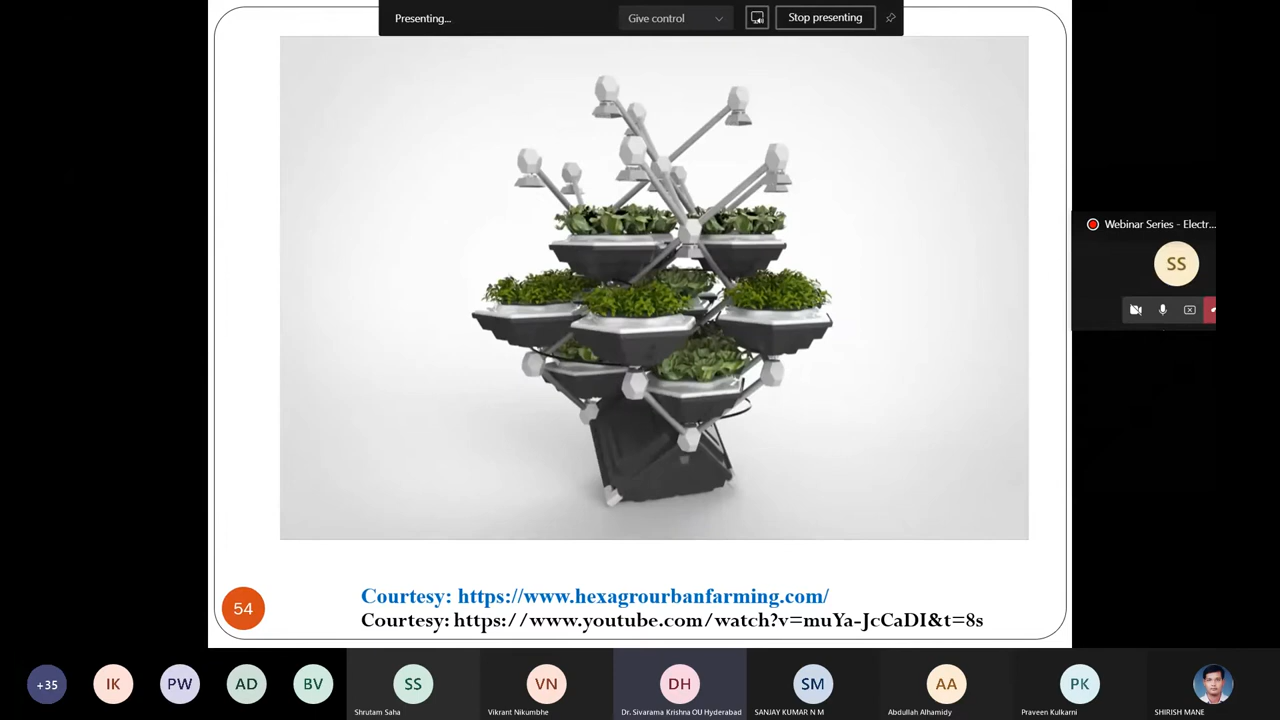 Presenting...
Give control
Stop presenting
Webinar Series - Electr...
SS
54
Courtesy: https://www.hexagrourbanfarming.com/
Courtesy: https://www.youtube.com/watch?v=muYa-JcCaDI&t=8s
+35
IK
PW
AD
BV
SS
VN
DH
SM
AA
PK
Shrutam Saha
Vikrant Nikumbhe
Dr. Sivarama Krishna OU Hyderabad
SANJAY KUMAR N M
Abdullah Alhamidy
Praveen Kulkarni
SHIRISH MANE